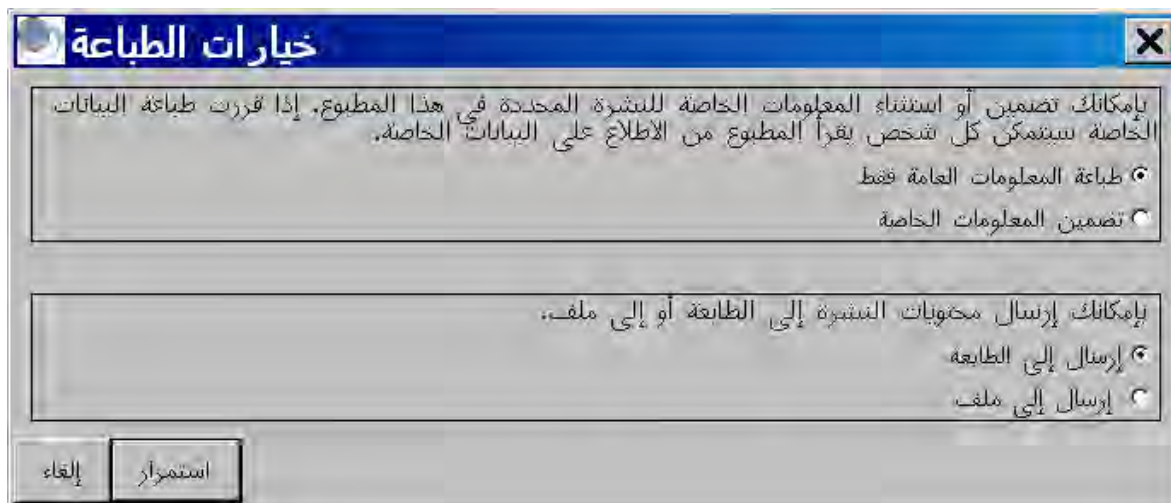 خيارات الطباعة
بإمكانك تضمين أو استثناء المعلومات الخاصة للنشرة المحددة في هذا المطبوع. إذا قررت طباعة البيانات
الخاصة سيتمكن كل شخص يقرأ المطبوع من الاطلاع على البيانات الخاصة.
طباعة المعلومات العامة فقط
تضمين المعلومات الخاصة
بإمكانك إرسال محتويات النشرة إلى الطابعة أو إلى ملف.
إرسال إلى الطابعة
إرسال إلى ملف
استمرار
إلغاء